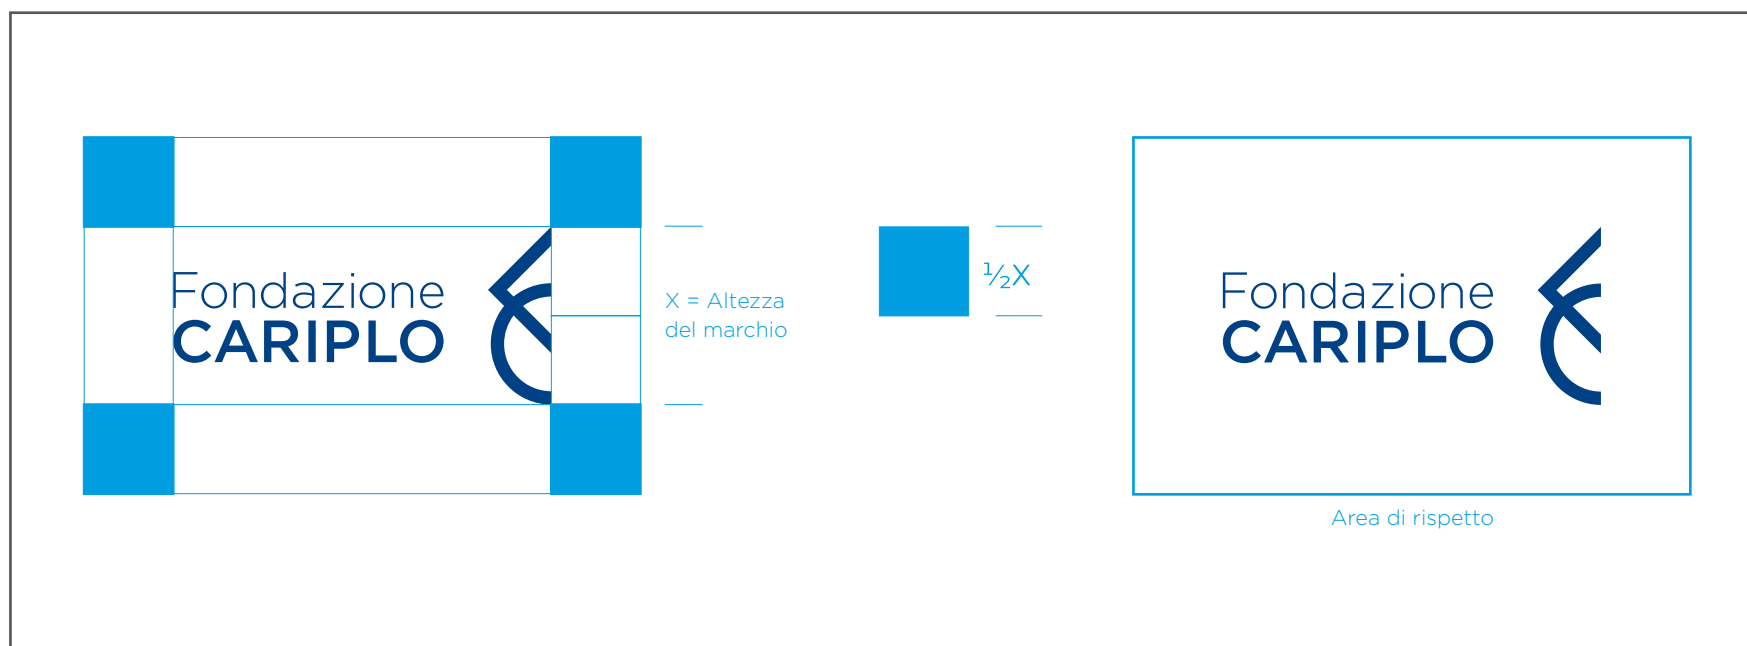 Fondazione
CARIPLO
X = Altezza
del marchio
½X
Fondazione
CARIPLO
Area di rispetto